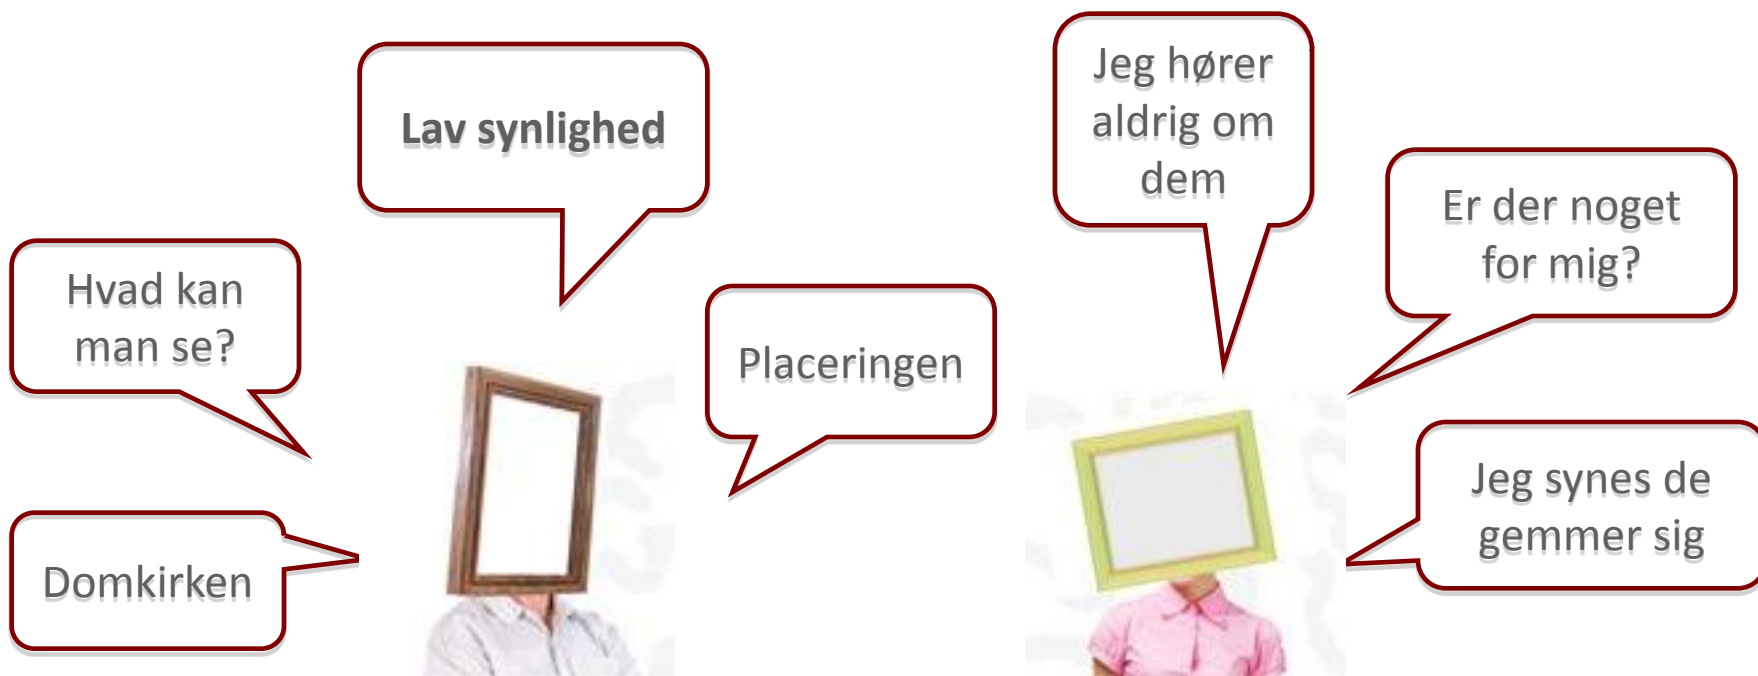 Lav synlighed
Jeg hører
aldrig om
dem
Er der noget
for mig?
Hvad kan
man se?
Placeringen
Jeg synes de
gemmer sig
Domkirken